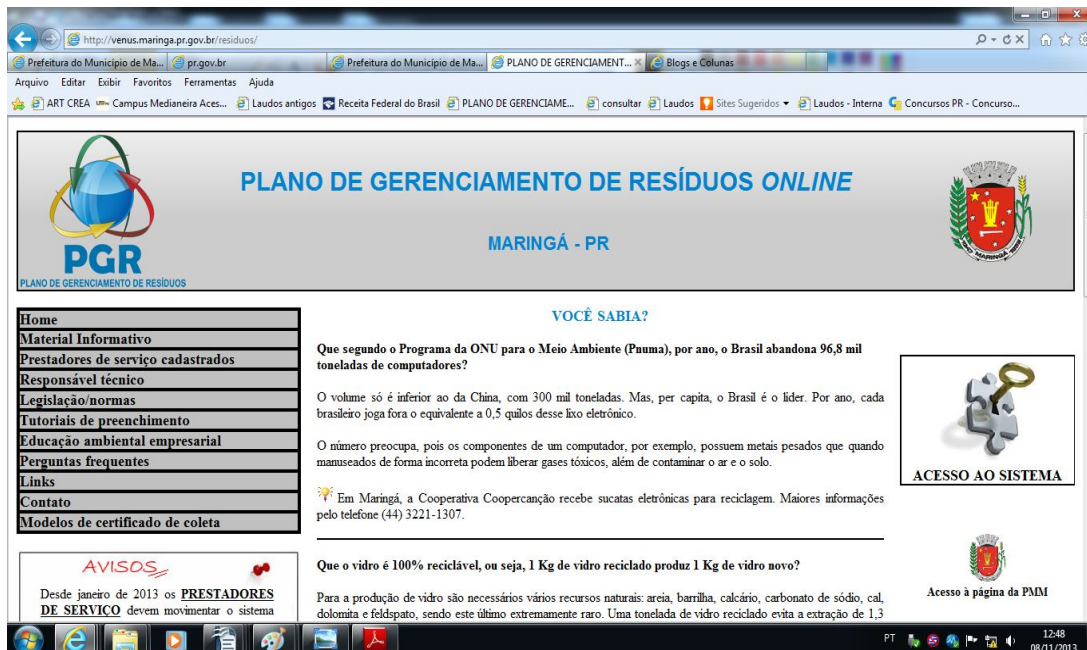 http://venus.maringa.pr.gov.br/residuos/
Prefeitura do Município de Ma...
pr.gov.br
Prefeitura do Município de Ma...
PLANO DE GERENCIAMENT...
Blogs e Colunas
Arquivo Editar Exibir Favoritos Ferramentas Ajuda
ART CREA
Campus Medianeira Aces...
Laudos antigos
Receita Federal do Brasil
PLANO DE GERENCIAME...
consultar
Laudos
Sites Sugeridos
Laudos - Interna
Concursos PR - Concurso...
PGR
PLANO DE GERENCIAMENTO DE RESÍDUOS
PLANO DE GERENCIAMENTO DE RESÍDUOS ONLINE
MARINGÁ - PR
MARINGÁ
Home
Material Informativo
Prestadores de serviço cadastrados
Responsável técnico
Legislação/normas
Tutoriais de preenchimento
Educação ambiental empresarial
Perguntas frequentes
Links
Contato
Modelos de certificado de coleta
AVISOS
Desde janeiro de 2013 os PRESTADORES
DE SERVIÇO devem movimentar o sistema
VOCÊ SABIA?
Que segundo o Programa da ONU para o Meio Ambiente (Pnuma), por ano, o Brasil abandona 96,8 mil
toneladas de computadores?
O volume só é inferior ao da China, com 300 mil toneladas. Mas, per capita, o Brasil é o líder. Por ano, cada
brasileiro joga fora o equivalente a 0,5 quilos desse lixo eletrônico.
O número preocupa, pois os componentes de um computador, por exemplo, possuem metais pesados que quando
manuseados de forma incorreta podem liberar gases tóxicos, além de contaminar o ar e o solo.
Em Maringá, a Cooperativa Coopercanção recebe sucatas eletrônicas para reciclagem. Maiores informações
pelo telefone (44) 3221-1307.
Que o vidro é 100% reciclável, ou seja, 1 Kg de vidro reciclado produz 1 Kg de vidro novo?
Para a produção de vidro são necessários vários recursos naturais: areia, barrilha, calcário, carbonato de sódio, cal,
dolomita e feldspato, sendo este último extremamente raro. Uma tonelada de vidro reciclado evita a extração de 1,3
ACESSO AO SISTEMA
Acesso à página da PMM
PT
12:48
08/11/2013